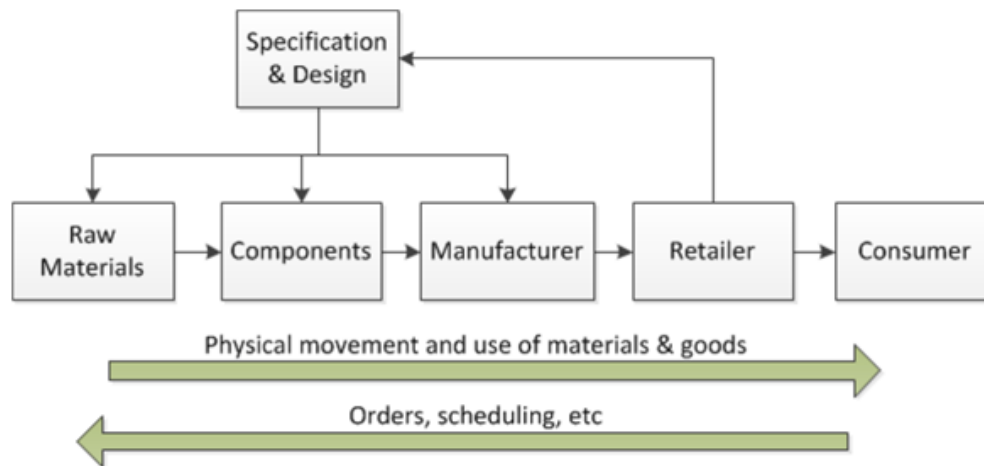 Specification
& Design
Raw
Materials
Components
Manufacturer
Retailer
Consumer
Physical movement and use of materials & goods
Orders, scheduling, etc